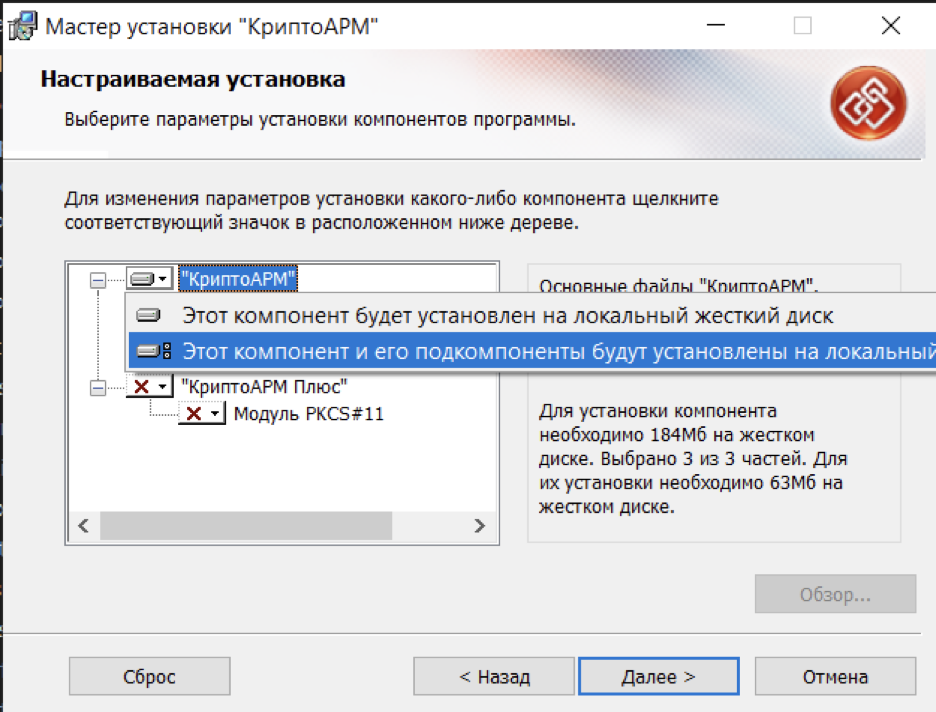 Мастер установки "КриптоАРМ"
Настраиваемая установка
Выберите параметры установки компонентов программы.
Для изменения параметров установки какого-либо компонента щелкните
соответствующий значок в расположенном ниже дереве.
"КриптоАРМ"
Основные файлы "КриптоАРМ".
Этот компонент будет установлен на локальный жесткий диск
Этот компонент и его подкомпоненты будут установлены на локальный
"КриптоАРМ Плюс"
Модуль PKCS#11
Для установки компонента
необходимо 184Мб на жестком
диске. Выбрано 3 из 3 частей. Для
их установки необходимо 63Мб на
жестком диске.
Обзор...
Сброс
< Назад
Далее >
Отмена